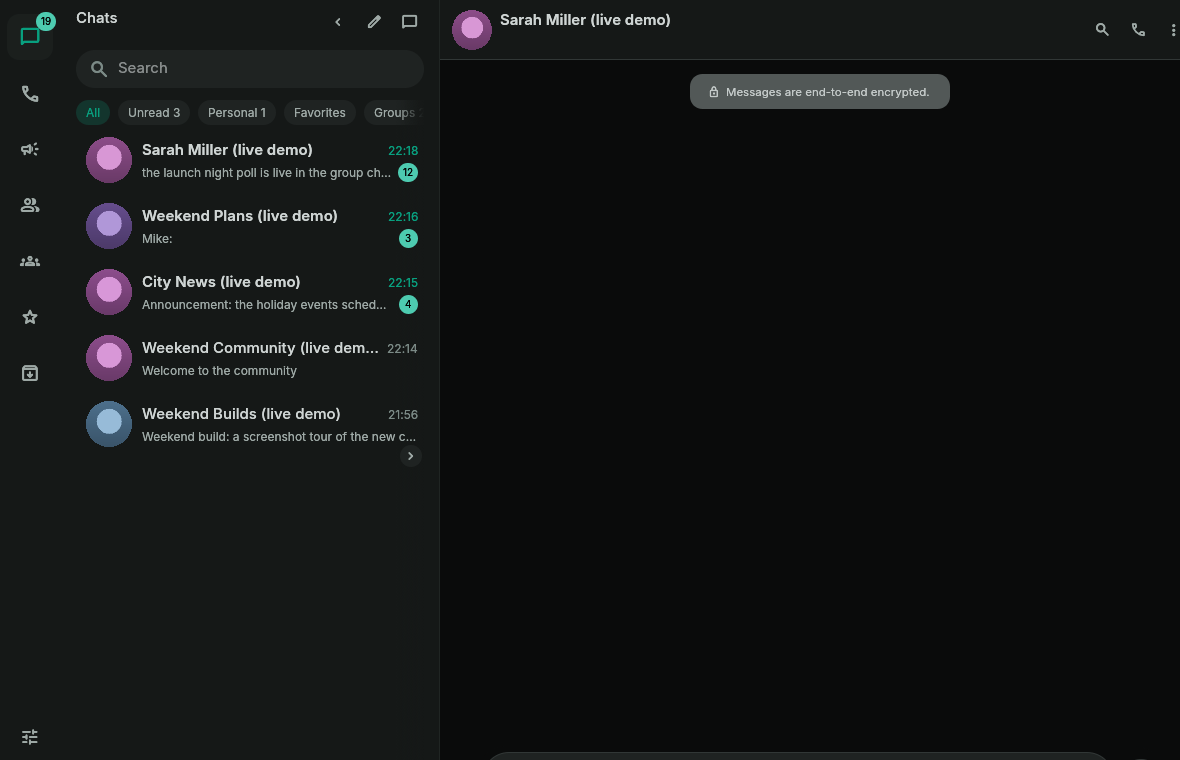 19
Chats
Search
All
Unread 3
Personal 1
Favorites
Groups
Sarah Miller (live demo)
22:18
the launch night poll is live in the group ch...
12
Weekend Plans (live demo)
22:16
Mike:
3
City News (live demo)
22:15
Announcement: the holiday events sched...
4
Weekend Community (live dem...
22:14
Welcome to the community
Weekend Builds (live demo)
21:56
Weekend build: a screenshot tour of the new c...
Sarah Miller (live demo)
Messages are end-to-end encrypted.